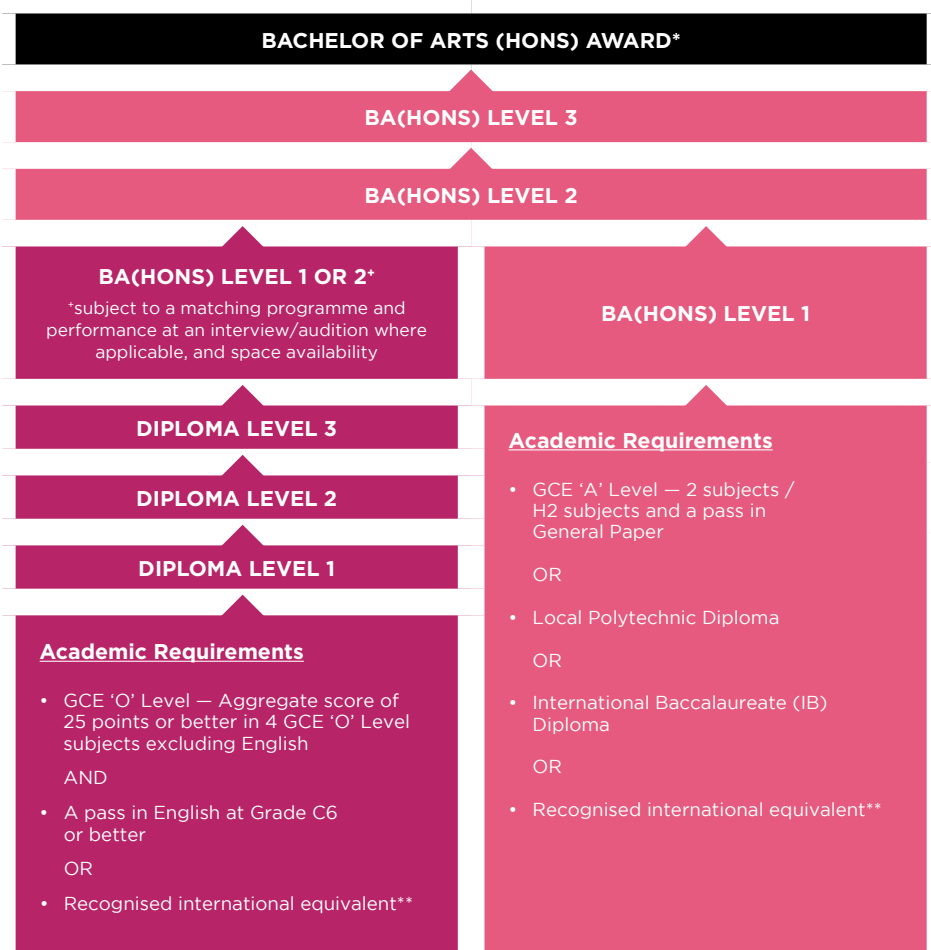 BACHELOR OF ARTS (HONS) AWARD*
BA(HONS) LEVEL 3
BA(HONS) LEVEL 2
BA(HONS) LEVEL 1 OR 2⁺
⁺subject to a matching programme and
performance at an interview/audition where
applicable, and space availability
DIPLOMA LEVEL 3
DIPLOMA LEVEL 2
DIPLOMA LEVEL 1
Academic Requirements
• GCE ‘O’ Level — Aggregate score of
25 points or better in 4 GCE ‘O’ Level
subjects excluding English
AND
• A pass in English at Grade C6
or better
OR
• Recognised international equivalent**
BA(HONS) LEVEL 1
Academic Requirements
• GCE ‘A’ Level — 2 subjects /
H2 subjects and a pass in
General Paper
OR
• Local Polytechnic Diploma
OR
• International Baccalaureate (IB)
Diploma
OR
• Recognised international equivalent**